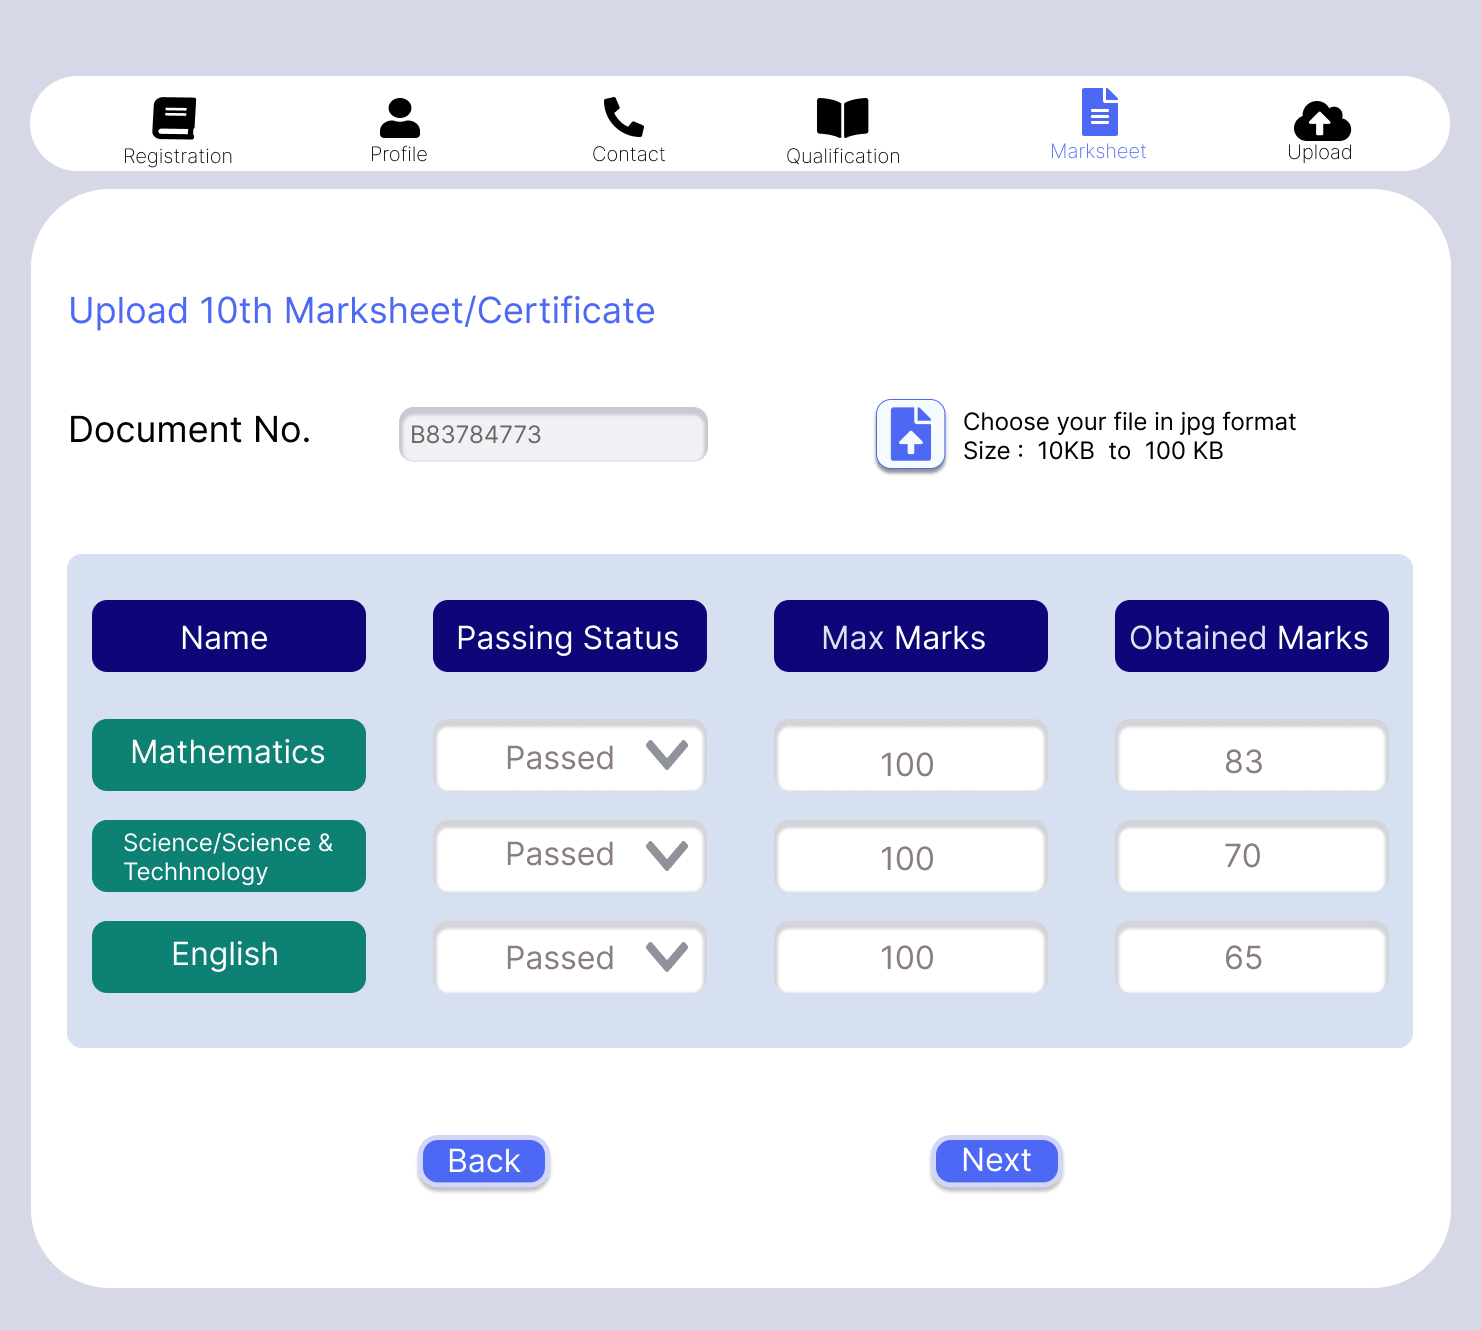 Registration Profile Contact Qualification Marksheet Upload
Upload 10th Marksheet/Certificate
Document No. B83784773
Choose your file in jpg format
Size : 10KB to 100 KB
Name Passing Status Max Marks Obtained Marks
Mathematics Passed 100 83
Science/Science &
Techhnology
Passed 100 70
English Passed 100 65
Back Next